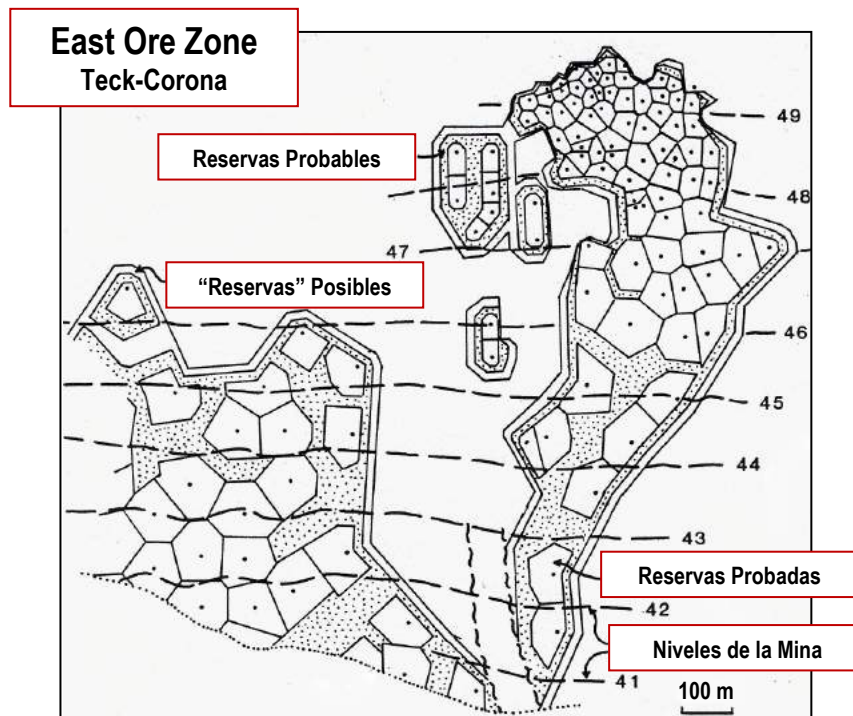 East Ore Zone
Teck-Corona
49
Reservas Probables
48
47
“Reservas” Posibles
46
45
44
43
Reservas Probadas
42
Niveles de la Mina
41
100 m